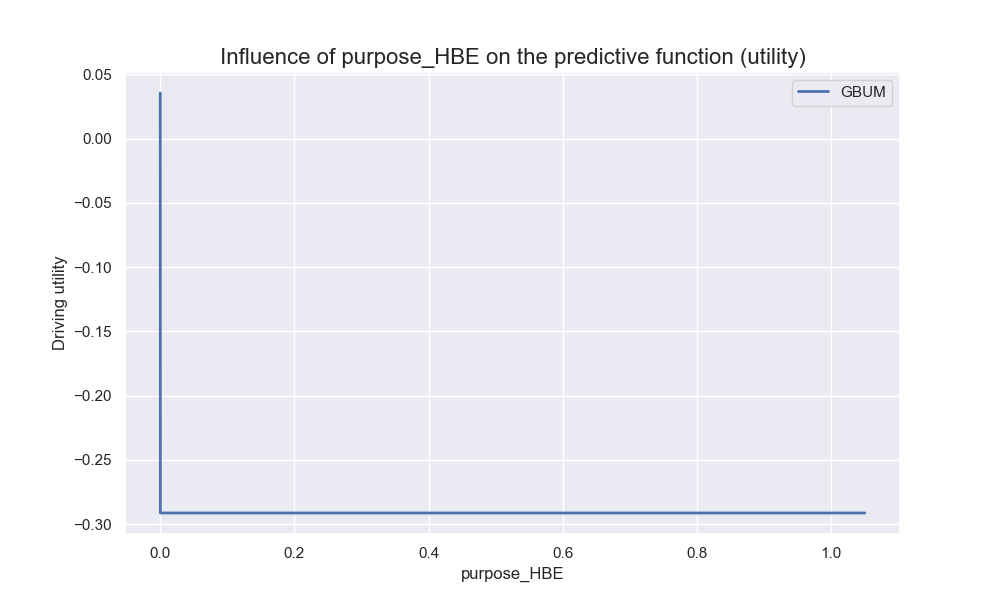 Influence of purpose_HBE on the predictive function (utility)
GBUM
Driving utility
0.05
0.00
−0.05
−0.10
−0.15
−0.20
−0.25
−0.30
0.0 0.2 0.4 0.6 0.8 1.0
purpose_HBE